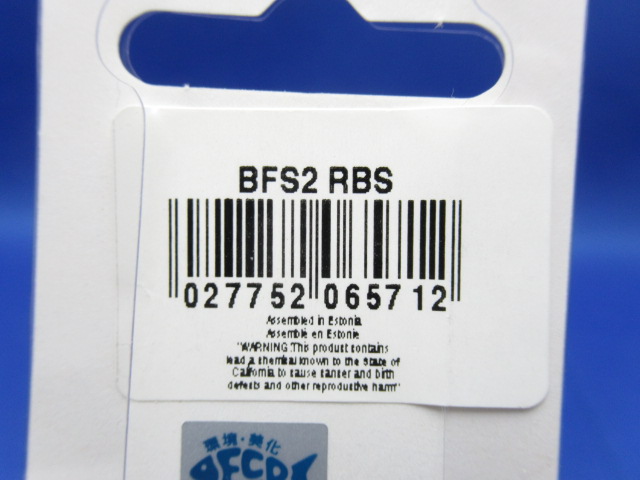 BFS2 RBS
027752 065712
Assembled in Estonia
Assemblé en Estonie
"WARNING: This product contains
lead, a chemical known to the state of
California to cause cancer and birth
defects and other reproductive harm"
環境・美化